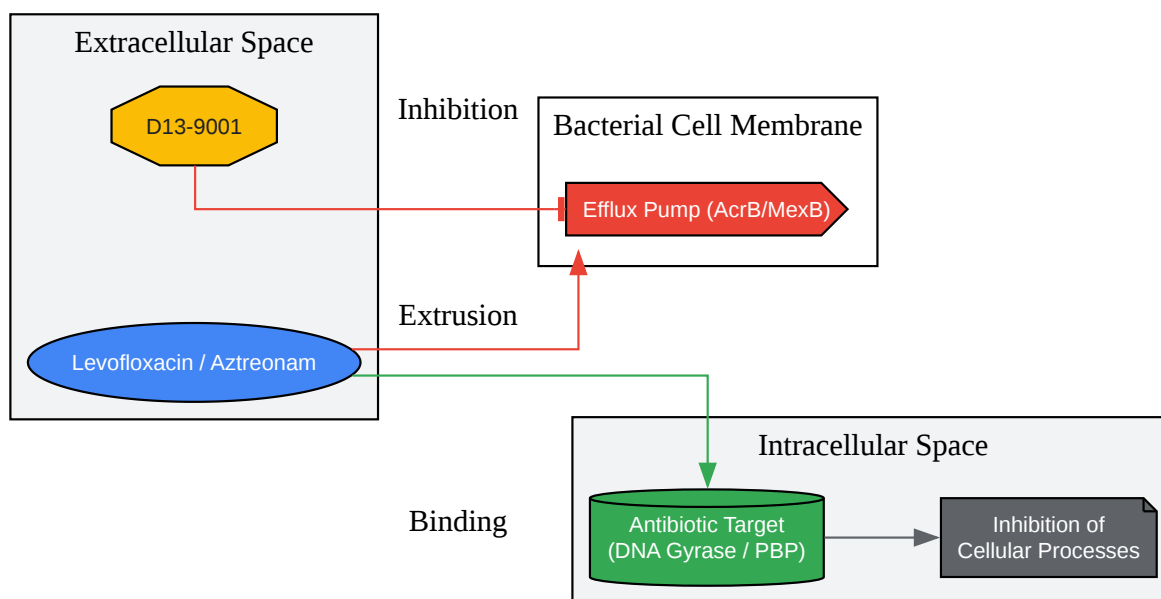 Extracellular Space
D13-9001
Inhibition
Bacterial Cell Membrane
Efflux Pump (AcrB/MexB)
Extrusion
Levofloxacin / Aztreonam
Intracellular Space
Binding
Antibiotic Target
(DNA Gyrase / PBP)
Inhibition of
Cellular Processes